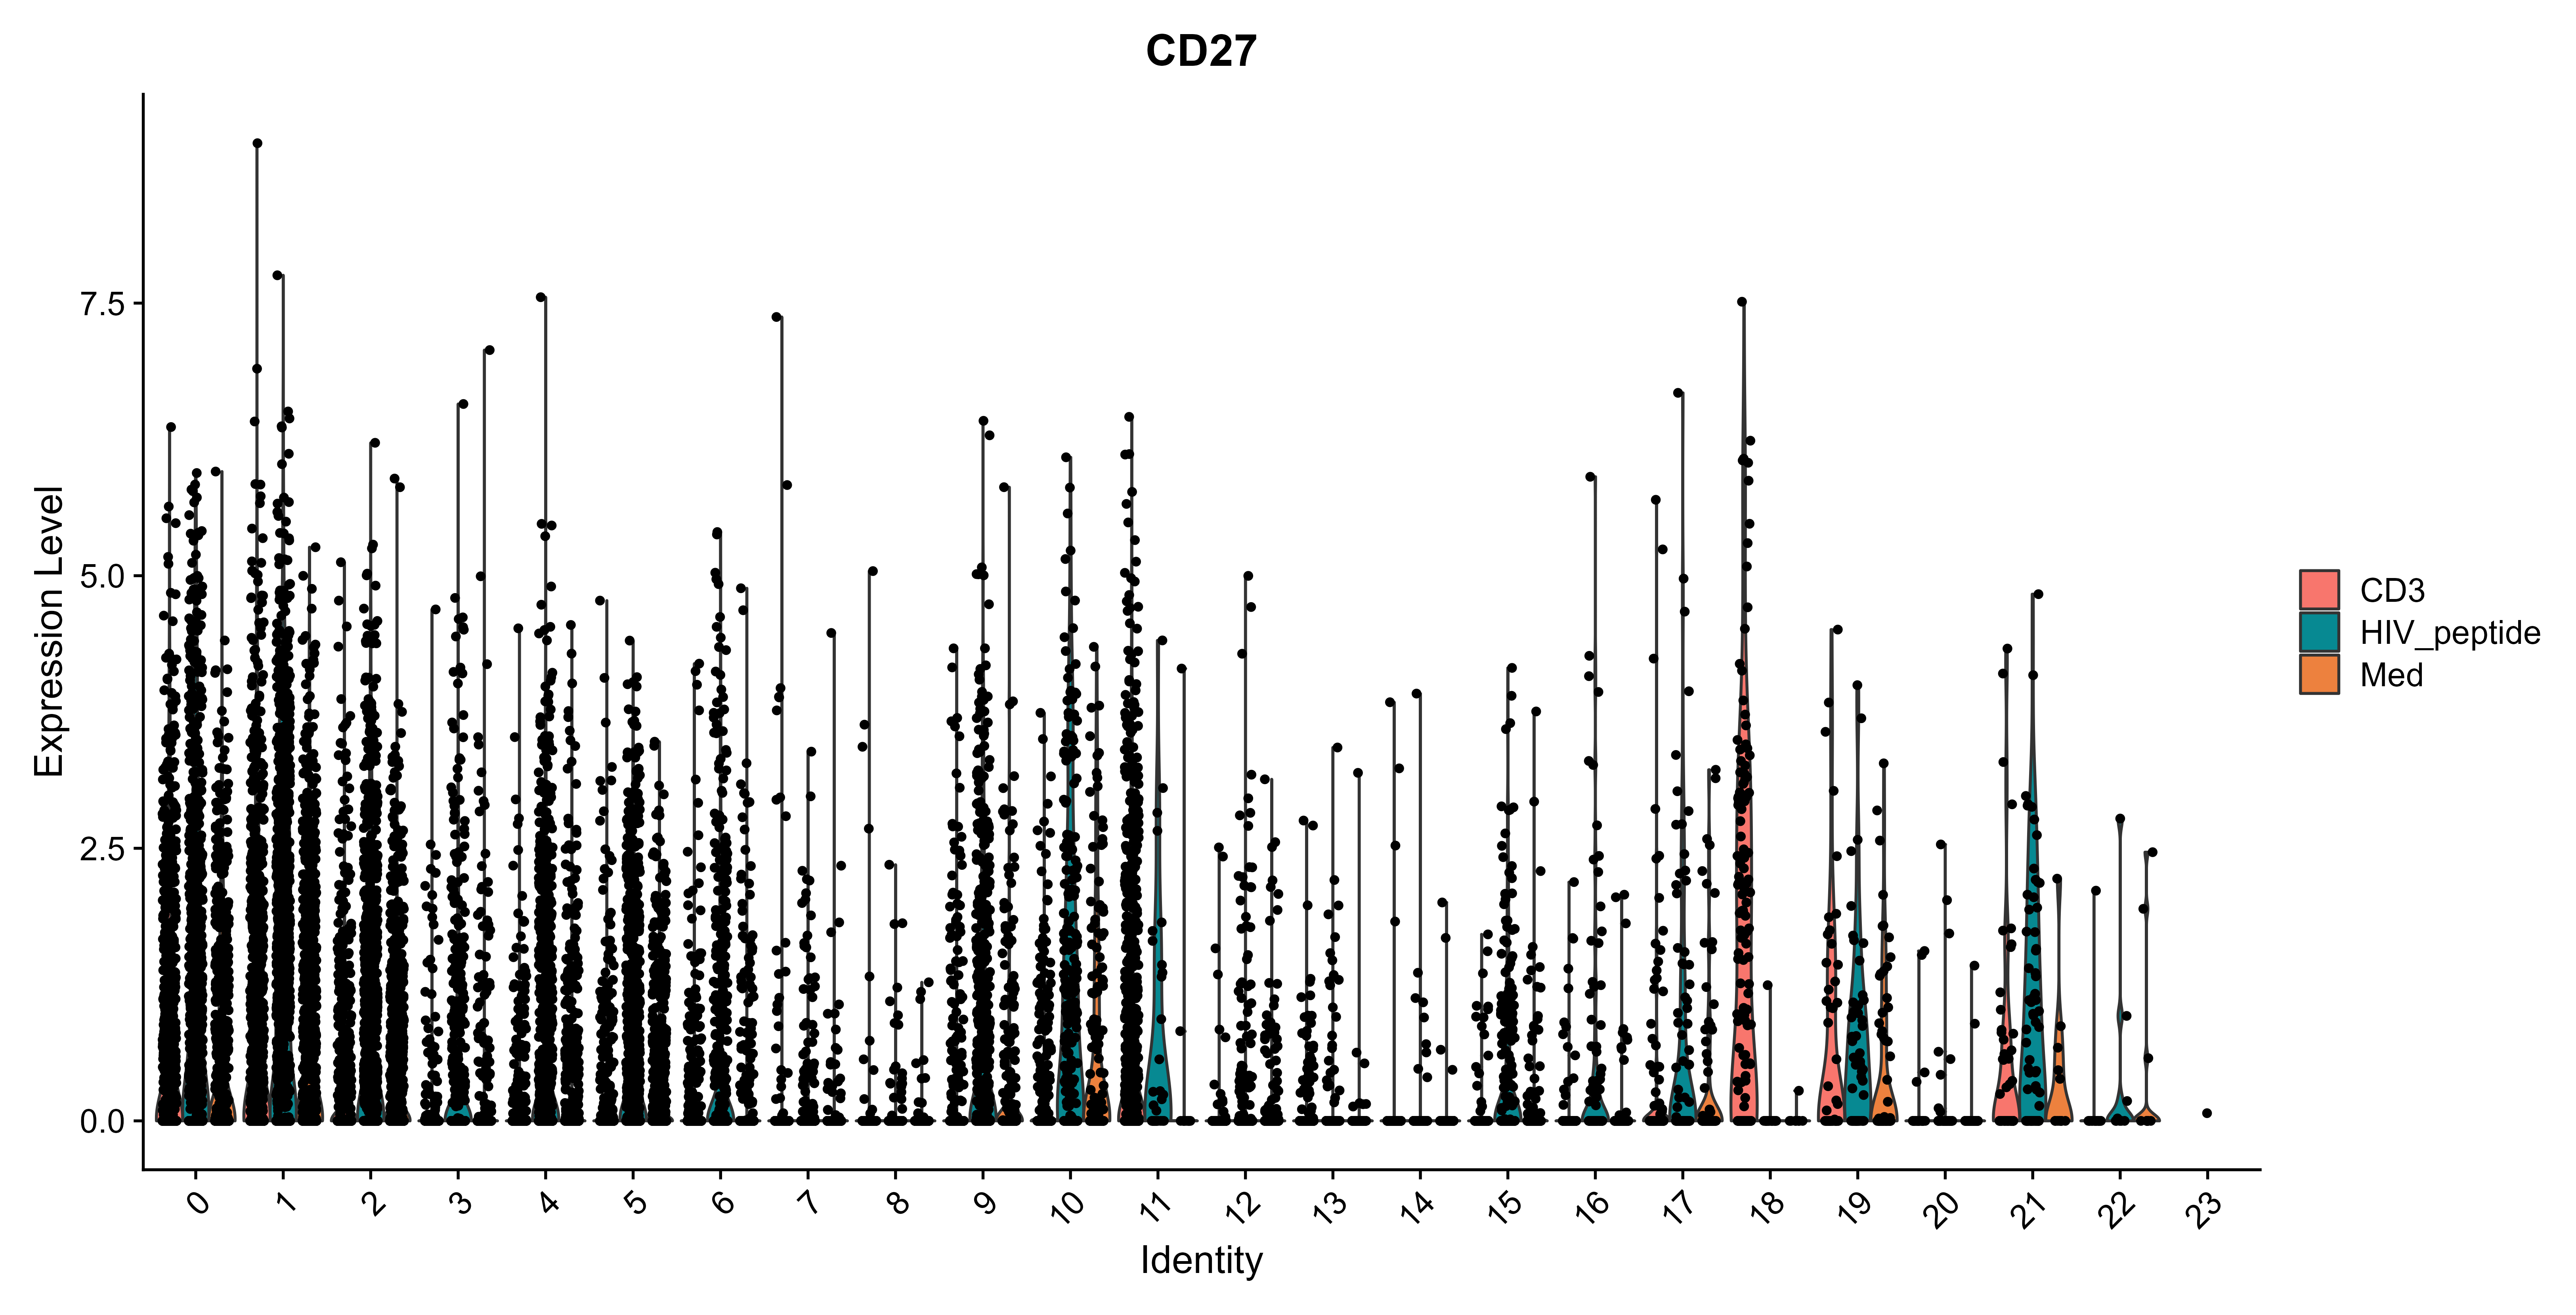 CD27
Expression Level
7.5
5.0
2.5
0.0
0 1 2 3 4 5 6 7 8 9 10 11 12 13 14 15 16 17 18 19 20 21 22 23
Identity
CD3
HIV_peptide
Med